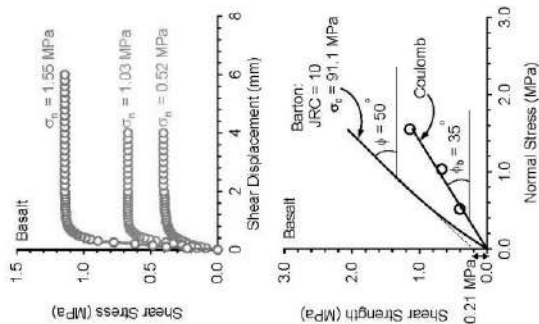 Basalt
σn = 1.55 MPa
σn = 1.03 MPa
σn = 0.52 MPa
1.5
1.0
0.5
0.0
Shear Stress (MPa)
0
2
4
6
8
Shear Displacement (mm)
Basalt
Barton:
JRC = 10
σc = 91.1 MPa
ϕ = 50°
Coulomb
ϕb = 35°
3.0
2.0
1.0
0.0
Shear Strength (MPa)
0.21 MPa
0.0
1.0
2.0
3.0
Normal Stress (MPa)